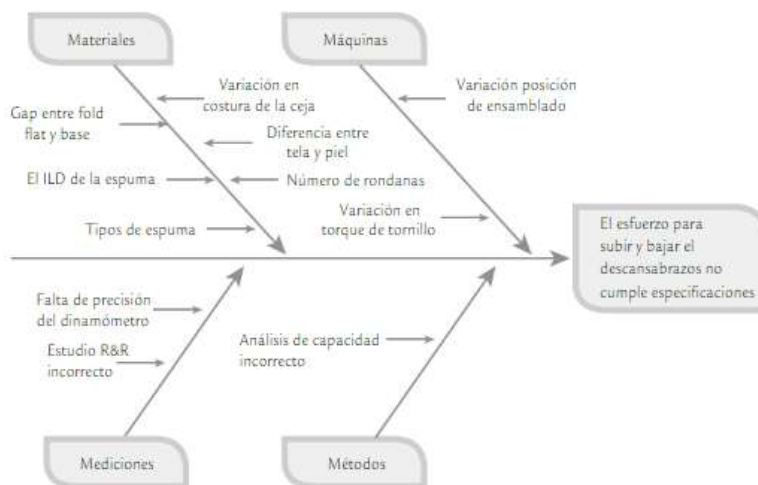 Materiales
Máquinas
Variación en
costura de la ceja
Gap entre fold
flat y base
Diferencia entre
tela y piel
El ILD de la espuma
Número de rondanas
Tipos de espuma
Variación posición
de ensamblado
Variación en
torque de tornillo
El esfuerzo para
subir y bajar el
descansabrazos no
cumple especificaciones
Falta de precisión
del dinamómetro
Estudio R&R
incorrecto
Análisis de capacidad
incorrecto
Mediciones
Métodos